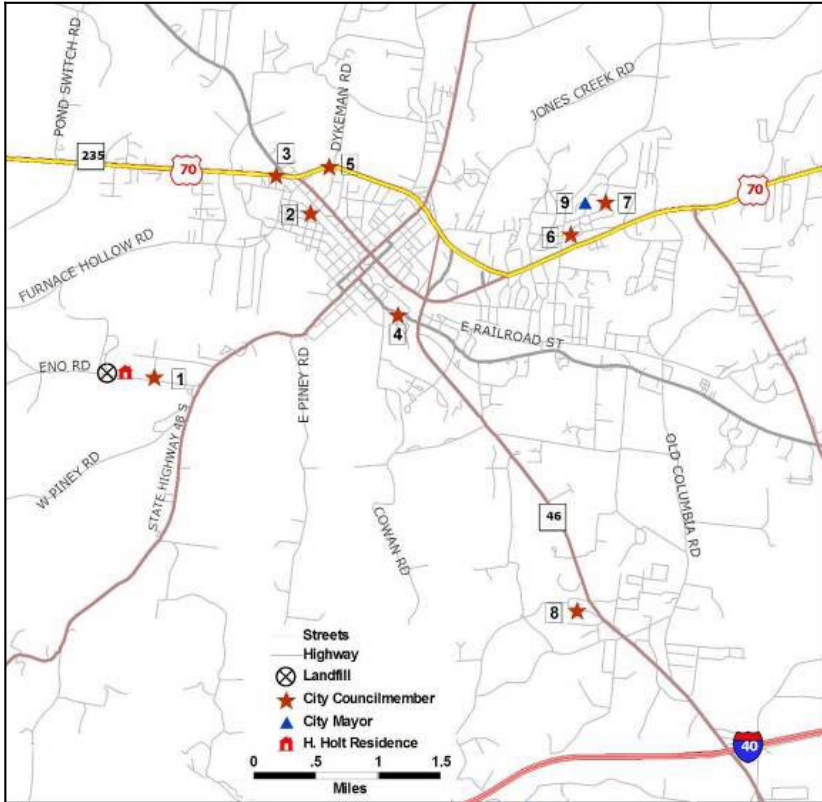 POND SWITCH RD
DYKEMAN RD
JONES CREEK RD
235
70
3
5
2
9
7
6
70
FURNACE HOLLOW RD
4
E RAILROAD ST
ENO RD
1
E PINEY RD
W PINEY RD
STATE HIGHWAY 48 S
COWAN RD
46
OLD COLUMBIA RD
8
Streets
Highway
Landfill
City Councilmember
City Mayor
H. Holt Residence
0 .5 1 1.5
Miles
40